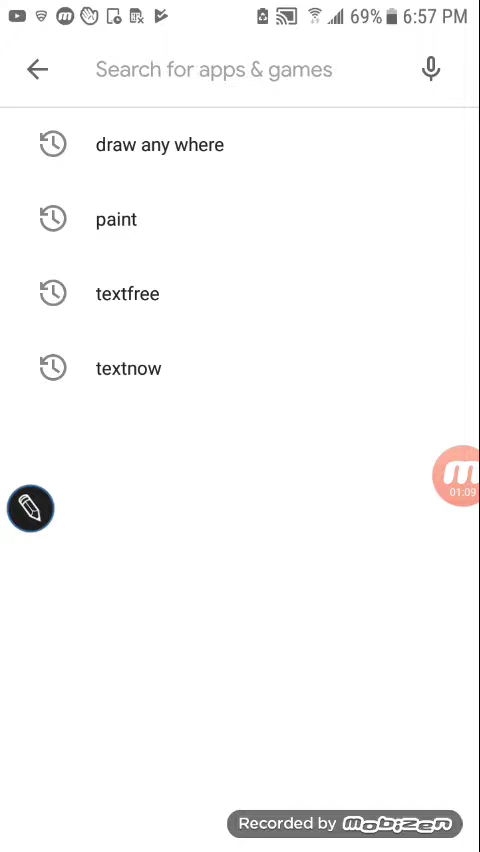 69% 6:57 PM
Search for apps & games
draw any where
paint
textfree
textnow
01:09
Recorded by mobizen